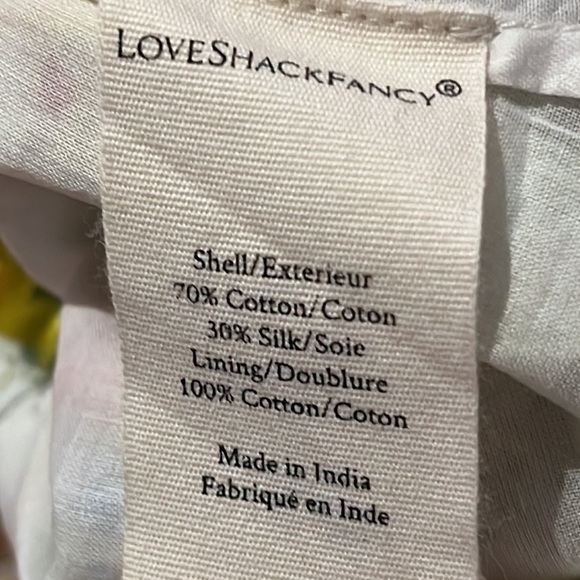 LOVESHACKFANCY®
Shell/Exterieur
70% Cotton/Coton
30% Silk/Soie
Lining/Doublure
100% Cotton/Coton
Made in India
Fabriqué en Inde